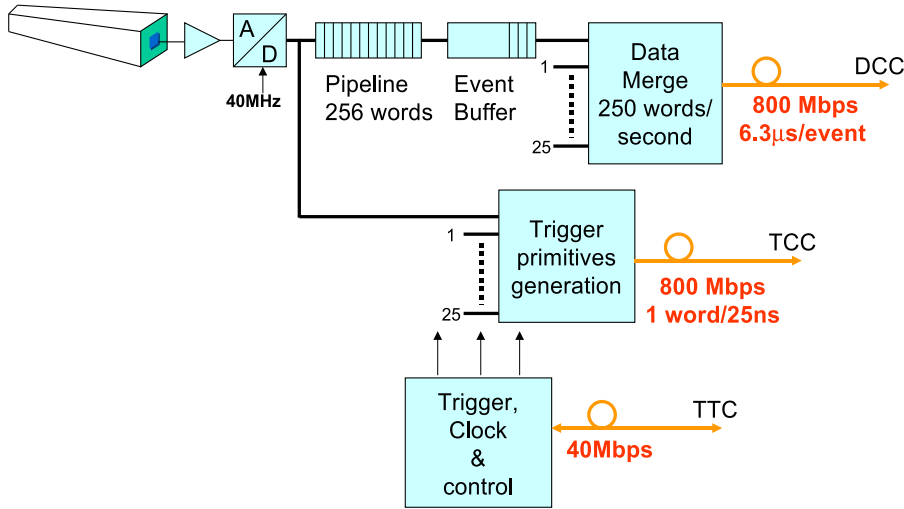 A
D
40MHz
Pipeline
256 words
Event
Buffer
1
25
Data
Merge
250 words/
second
DCC
800 Mbps
6.3μs/event
1
25
Trigger
primitives
generation
TCC
800 Mbps
1 word/25ns
Trigger,
Clock
&
control
TTC
40Mbps